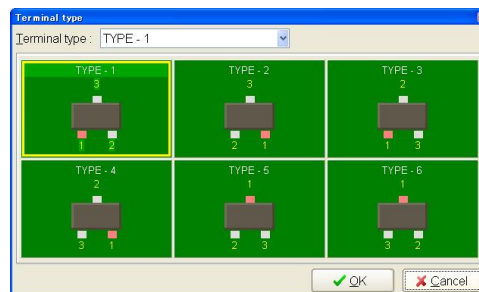 Terminal type
Terminal type : TYPE - 1
TYPE - 1 TYPE - 2 TYPE - 3
3 3 2
1 2 2 1 1 3
TYPE - 4 TYPE - 5 TYPE - 6
2 1 1
3 1 2 3 3 2
OK Cancel